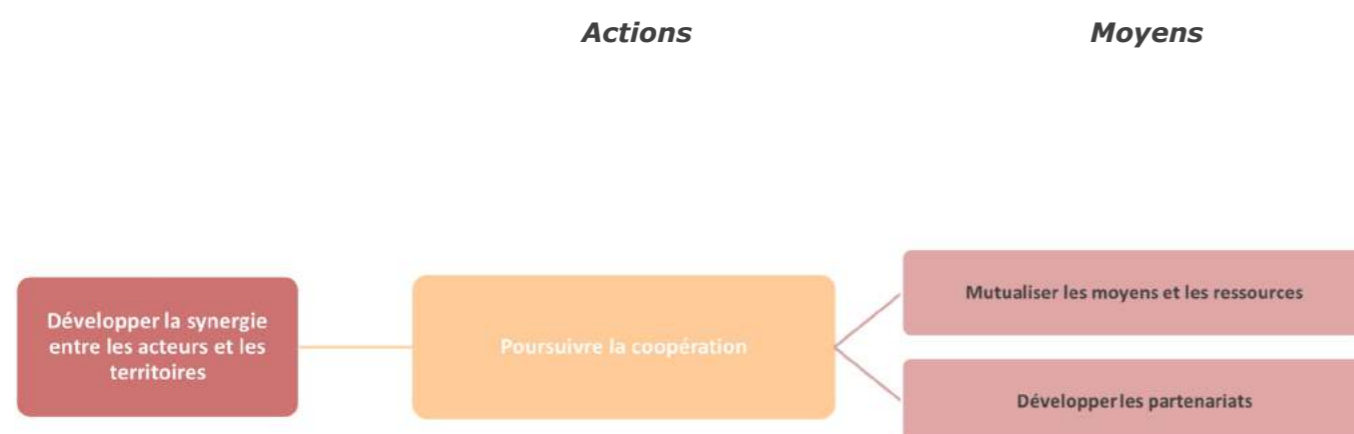 Actions Moyens
Développer la synergie
entre les acteurs et les
territoires
Poursuivre la coopération
Mutualiser les moyens et les ressources
Développer les partenariats